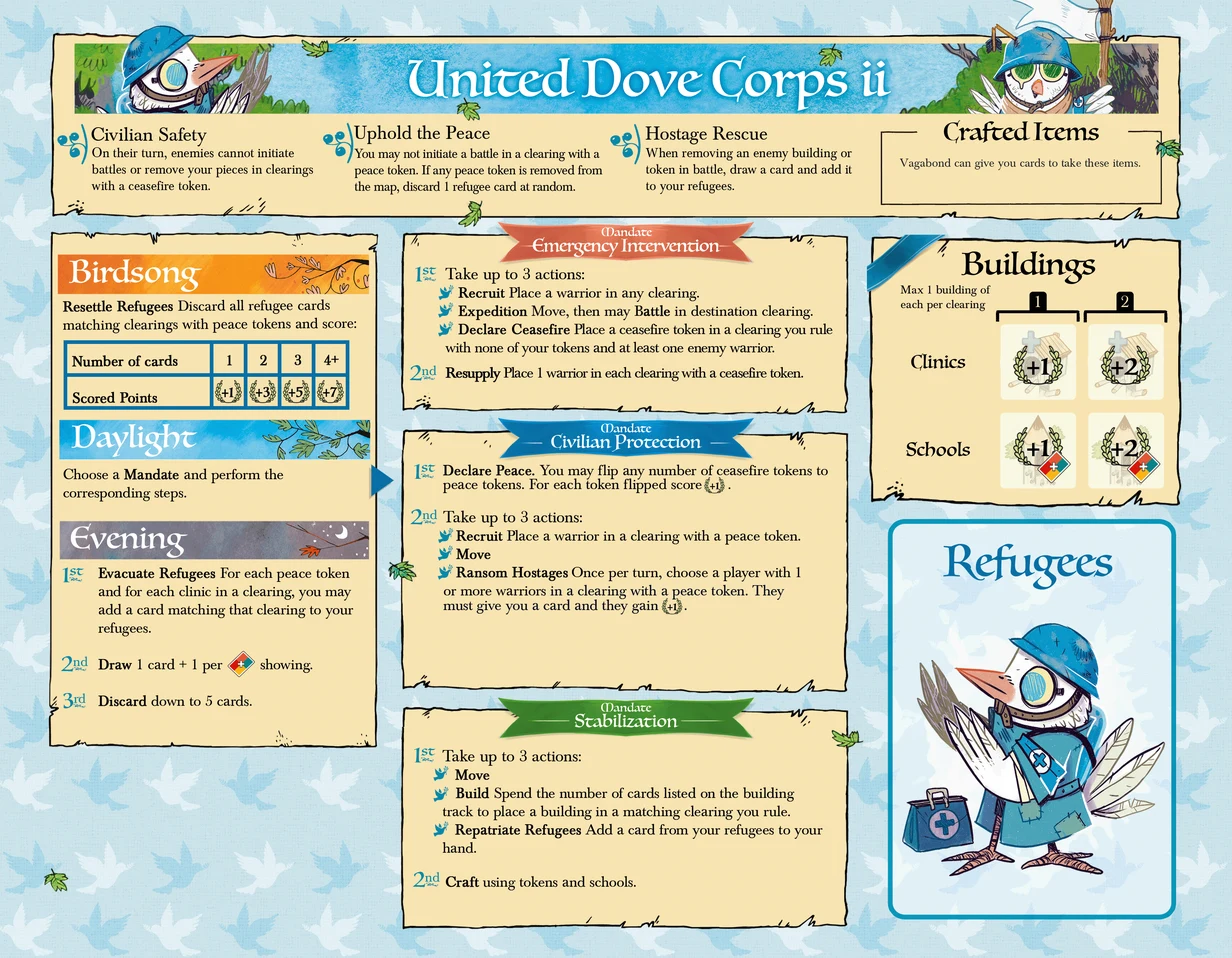 United Dove Corps ii
Civilian Safety
On their turn, enemies cannot initiate
battles or remove your pieces in clearings
with a ceasefire token.
Uphold the Peace
You may not initiate a battle in a clearing with a
peace token. If any peace token is removed from
the map, discard 1 refugee card at random.
Hostage Rescue
When removing an enemy building or
token in battle, draw a card and add it
to your refugees.
Crafted Items
Vagabond can give you cards to take these items.
Birdsong
Resettle Refugees Discard all refugee cards
matching clearings with peace tokens and score:
Number of cards 1 2 3 4+
Scored Points +1 +3 +5 +7
Daylight
Choose a Mandate and perform the
corresponding steps.
Evening
1st Evacuate Refugees For each peace token
and for each clinic in a clearing, you may
add a card matching that clearing to your
refugees.
2nd Draw 1 card + 1 per + showing.
3rd Discard down to 5 cards.
Mandate
Emergency Intervention
1st Take up to 3 actions:
Recruit Place a warrior in any clearing.
Expedition Move, then may Battle in destination clearing.
Declare Ceasefire Place a ceasefire token in a clearing you rule
with none of your tokens and at least one enemy warrior.
2nd Resupply Place 1 warrior in each clearing with a ceasefire token.
Mandate
Civilian Protection
1st Declare Peace. You may flip any number of ceasefire tokens to
peace tokens. For each token flipped score +1.
2nd Take up to 3 actions:
Recruit Place a warrior in a clearing with a peace token.
Move
Ransom Hostages Once per turn, choose a player with 1
or more warriors in a clearing with a peace token. They
must give you a card and they gain +1.
Mandate
Stabilization
1st Take up to 3 actions:
Move
Build Spend the number of cards listed on the building
track to place a building in a matching clearing you rule.
Repatriate Refugees Add a card from your refugees to your
hand.
2nd Craft using tokens and schools.
Buildings
Max 1 building of
each per clearing
1 2
Clinics +1 +2
Schools +1 +2
Refugees